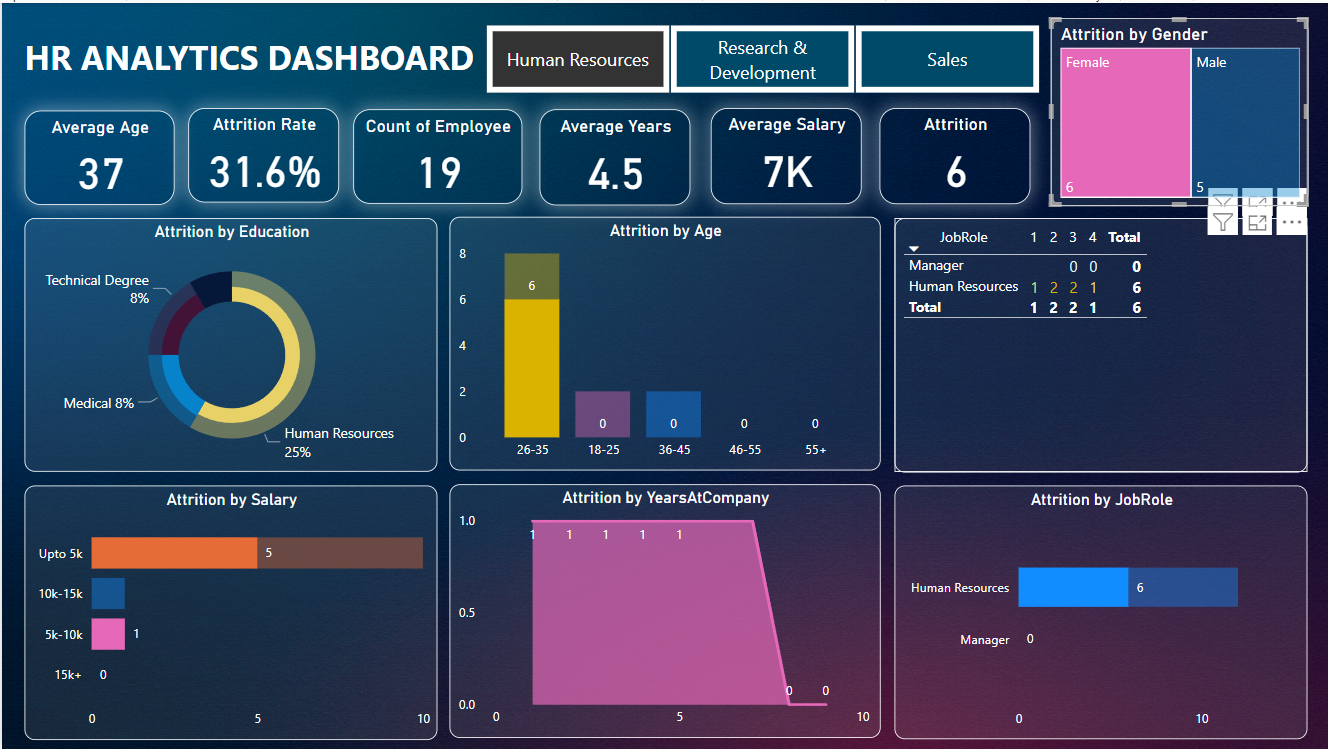 HR ANALYTICS DASHBOARD
Human Resources
Research &
Development
Sales
Attrition by Gender
Female
Male
6
5
Average Age
37
Attrition Rate
31.6%
Count of Employee
19
Average Years
4.5
Average Salary
7K
Attrition
6
Attrition by Education
Technical Degree
8%
Medical 8%
Human Resources
25%
Attrition by Age
8
6
4
2
0
6
0
0
0
0
26-35
18-25
36-45
46-55
55+
JobRole 1 2 3 4 Total
Manager 0 0 0
Human Resources 1 2 2 1 6
Total 1 2 2 1 6
Attrition by Salary
Upto 5k 5
10k-15k
5k-10k 1
15k+ 0
0 5 10
Attrition by YearsAtCompany
1.0
0.5
0.0
1 1 1 1 1
0 0
0 5 10
Attrition by JobRole
Human Resources 6
Manager 0
0 10